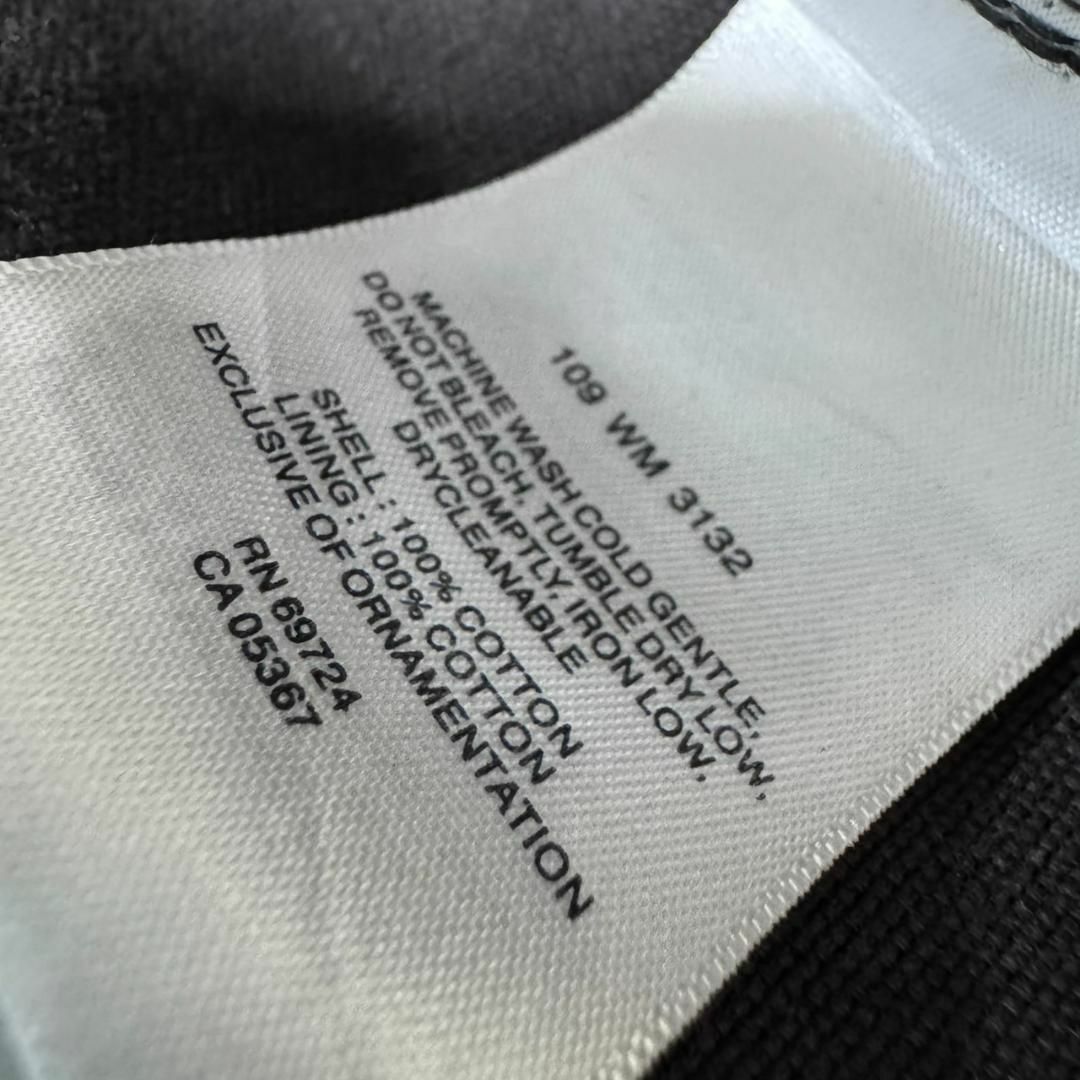 109 WM 3132
MACHINE WASH COLD GENTLE,
DO NOT BLEACH, TUMBLE DRY LOW,
REMOVE PROMPTLY, IRON LOW.
DRYCLEANABLE
SHELL : 100% COTTON
LINING : 100% COTTON
EXCLUSIVE OF ORNAMENTATION
RN 69724
CA 05367